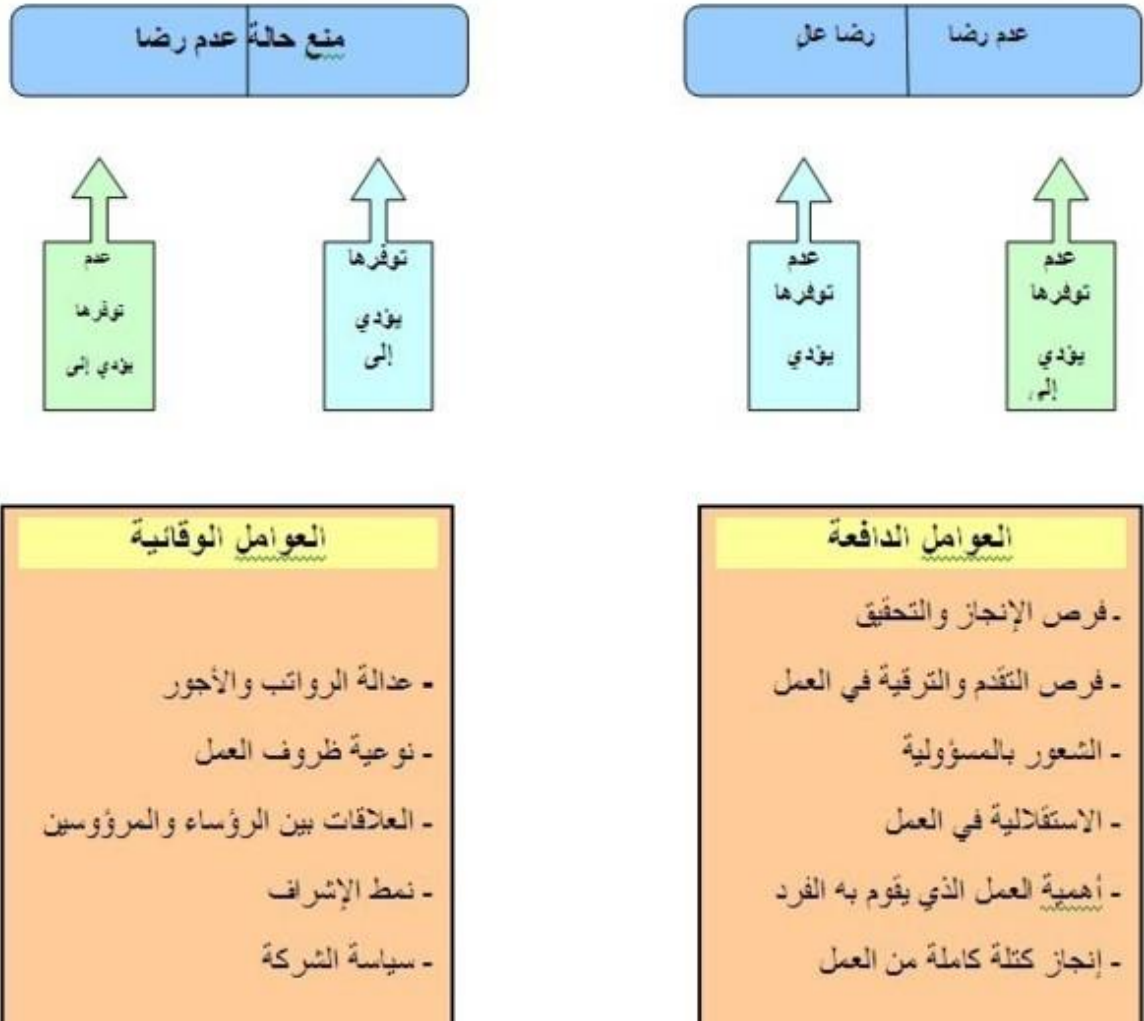 عدم رضا
رضا عالٍ
منع حالة عدم رضا
عدم
توفرها
يؤدي
إلى
عدم
توفرها
يؤدي
توفرها
يؤدي
إلى
عدم
توفرها
يؤدي إلى
العوامل الدافعة
- فرص الإنجاز والتحقيق
- فرص التقدم والترقية في العمل
- الشعور بالمسؤولية
- الاستقلالية في العمل
- أهمية العمل الذي يقوم به الفرد
- إنجاز كتلة كاملة من العمل
العوامل الوقائية
- عدالة الرواتب والأجور
- نوعية ظروف العمل
- العلاقات بين الرؤساء والمرؤوسين
- نمط الإشراف
- سياسة الشركة